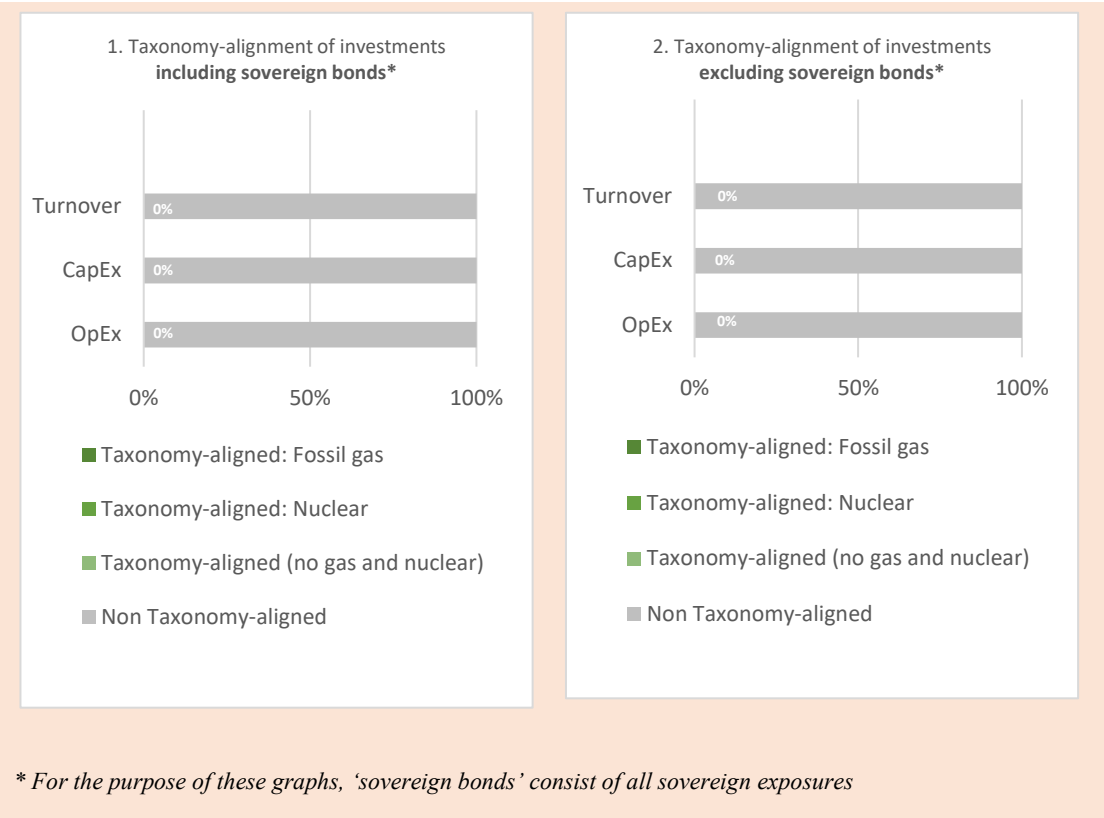 1. Taxonomy-alignment of investments
including sovereign bonds*
Turnover
0%
CapEx
0%
OpEx
0%
0%
50%
100%
Taxonomy-aligned: Fossil gas
Taxonomy-aligned: Nuclear
Taxonomy-aligned (no gas and nuclear)
Non Taxonomy-aligned
2. Taxonomy-alignment of investments
excluding sovereign bonds*
Turnover
0%
CapEx
0%
OpEx
0%
0%
50%
100%
Taxonomy-aligned: Fossil gas
Taxonomy-aligned: Nuclear
Taxonomy-aligned (no gas and nuclear)
Non Taxonomy-aligned
* For the purpose of these graphs, ‘sovereign bonds’ consist of all sovereign exposures